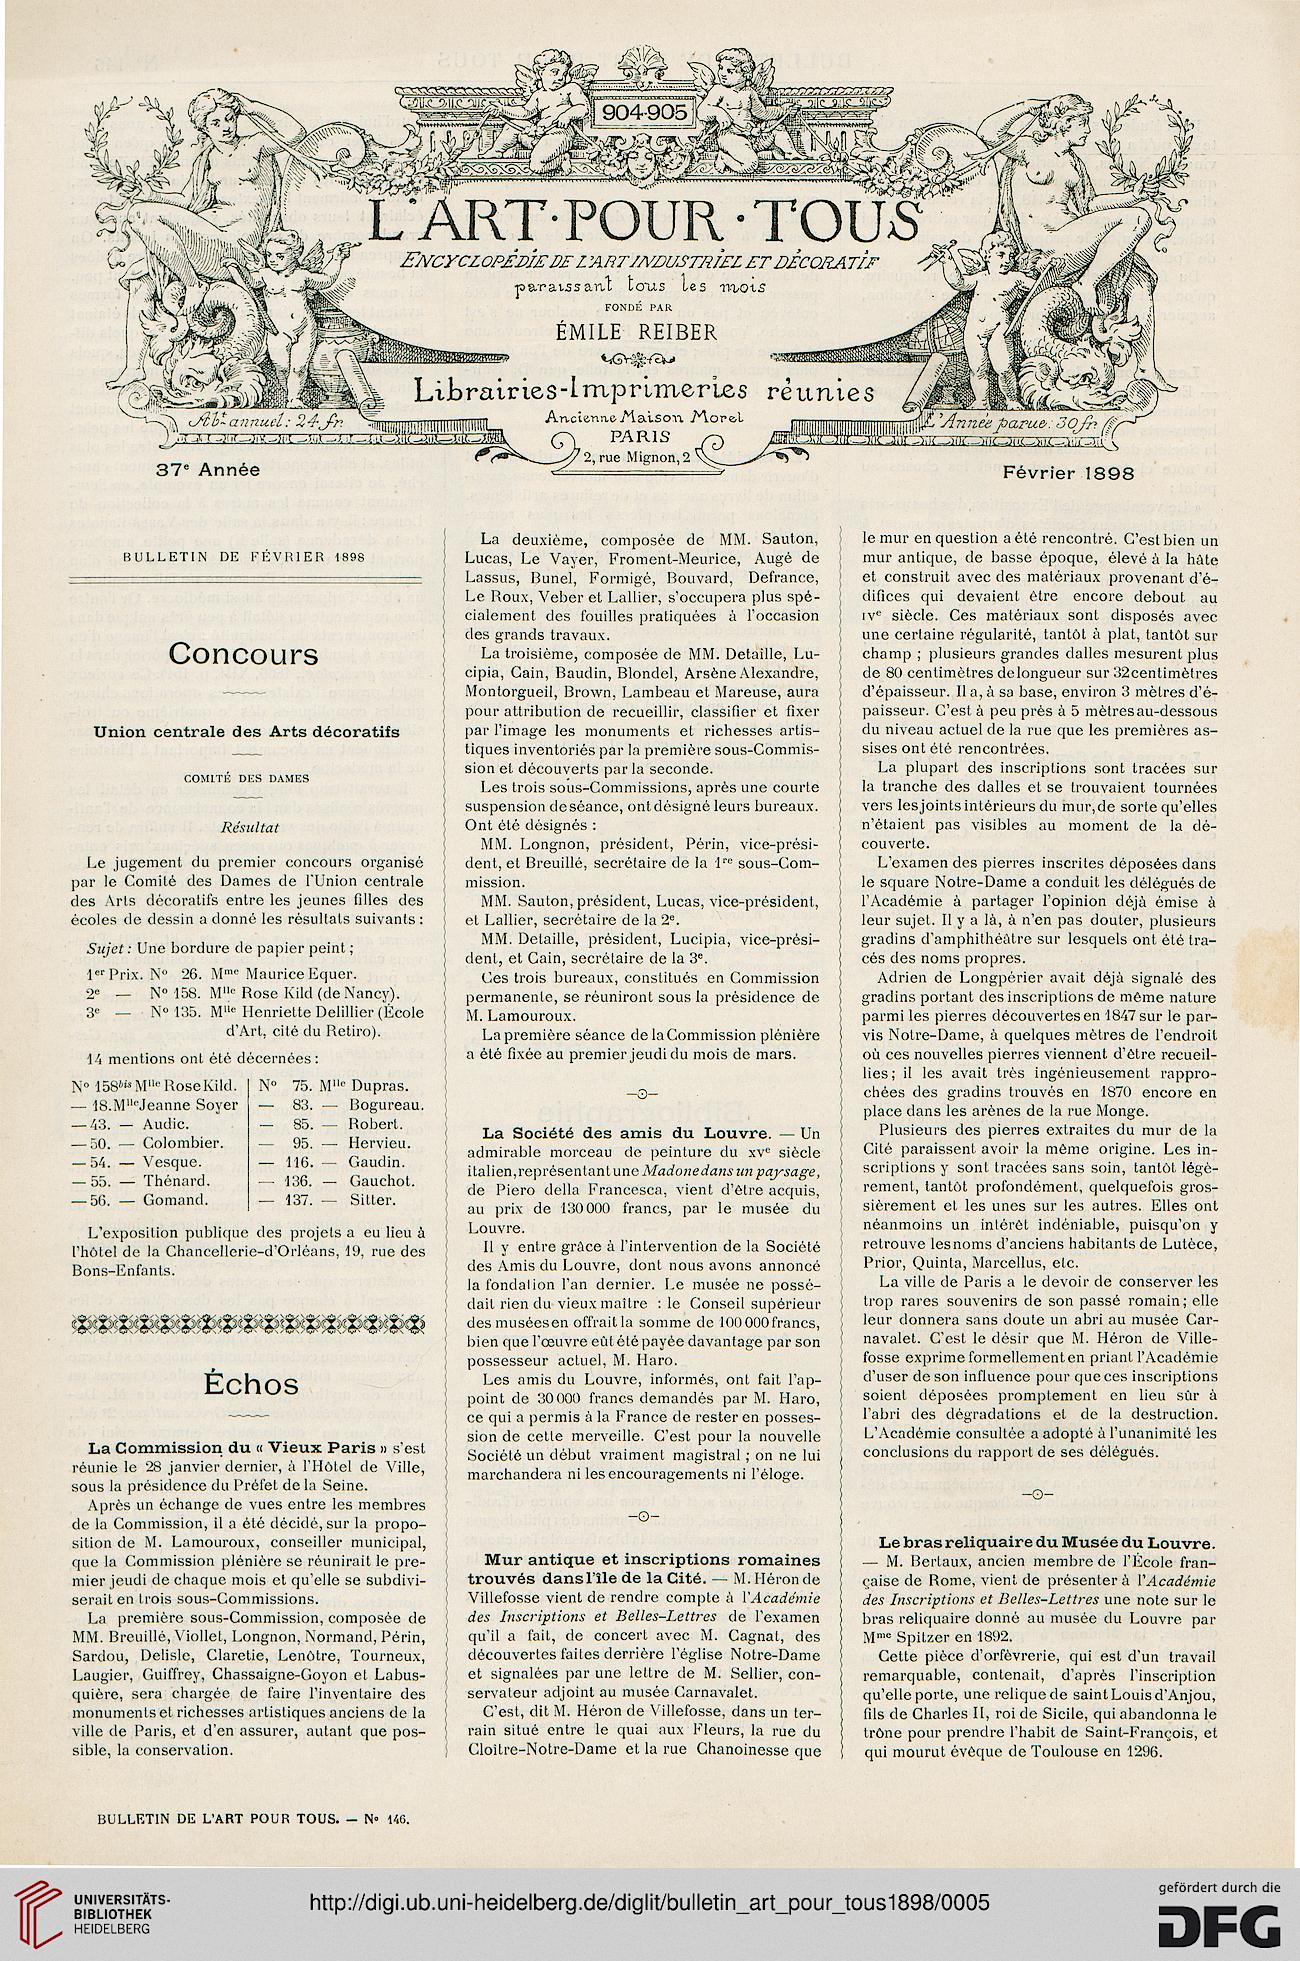 904-905
L'ART·POUR·TOUS
ENCYCLOPÉDIE DE L'ART INDUSTRIEL ET DÉCORATIF
paraissant tous les mois
FONDÉ PAR
ÉMILE REIBER
Librairies-Imprimeries réunies
Abt annuel: 24 fr.
Ancienne Maison Morel
L'Année parue: 30 fr
PARIS
2, rue Mignon, 2
37e Année
Février 1898
BULLETIN DE FÉVRIER 1898
Concours
Union centrale des Arts décoratifs
COMITÉ DES DAMES
Résultat
Le jugement du premier concours organisé
par le Comité des Dames de l'Union centrale
des Arts décoratifs entre les jeunes filles des
écoles de dessin a donné les résultats suivants :
Sujet : Une bordure de papier peint ;
1er Prix. N° 26. Mme Maurice Equer.
2e — N° 158. Mlle Rose Kild (de Nancy).
3e — N° 135. Mlle Henriette Delillier (École
d'Art, cité du Retiro).
14 mentions ont été décernées :
N° 158bis Mlle Rose Kild. N° 75. Mlle Dupras.
— 18. Mlle Jeanne Soyer — 83. — Bogureau.
— 43. — Audic. — 85. — Robert.
— 50. — Colombier. — 95. — Hervieu.
— 54. — Vesque. — 116. — Gaudin.
— 55. — Thénard. — 136. — Gauchot.
— 56. — Gomand. — 137. — Sitter.
L'exposition publique des projets a eu lieu à
l'hôtel de la Chancellerie-d'Orléans, 19, rue des
Bons-Enfants.
Échos
La Commission du « Vieux Paris » s'est
réunie le 28 janvier dernier, à l'Hôtel de Ville,
sous la présidence du Préfet de la Seine.
Après un échange de vues entre les membres
de la Commission, il a été décidé, sur la propo-
sition de M. Lamouroux, conseiller municipal,
que la Commission plénière se réunirait le pre-
mier jeudi de chaque mois et qu'elle se subdivi-
serait en trois sous-Commissions.
La première sous-Commission, composée de
MM. Breuillé, Viollet, Longnon, Normand, Périn,
Sardou, Delisle, Claretie, Lenôtre, Tourneux,
Laugier, Guiffrey, Chassaigne-Goyon et Labus-
quière, sera chargée de faire l'inventaire des
monuments et richesses artistiques anciens de la
ville de Paris, et d'en assurer, autant que pos-
sible, la conservation.
La deuxième, composée de MM. Sauton,
Lucas, Le Vayer, Froment-Meurice, Augé de
Lassus, Bunel, Formigé, Bouvard, Defrance,
Le Roux, Veber et Lallier, s'occupera plus spé-
cialement des fouilles pratiquées à l'occasion
des grands travaux.
La troisième, composée de MM. Detaille, Lu-
cipia, Cain, Baudin, Blondel, Arsène Alexandre,
Montorgueil, Brown, Lambeau et Mareuse, aura
pour attribution de recueillir, classifier et fixer
par l'image les monuments et richesses artis-
tiques inventoriés par la première sous-Commis-
sion et découverts par la seconde.
Les trois sous-Commissions, après une courte
suspension de séance, ont désigné leurs bureaux.
Ont été désignés :
MM. Longnon, président, Périn, vice-prési-
dent, et Breuillé, secrétaire de la 1re sous-Com-
mission.
MM. Sauton, président, Lucas, vice-président,
et Lallier, secrétaire de la 2e.
MM. Detaille, président, Lucipia, vice-prési-
dent, et Cain, secrétaire de la 3e.
Ces trois bureaux, constitués en Commission
permanente, se réuniront sous la présidence de
M. Lamouroux.
La première séance de la Commission plénière
a été fixée au premier jeudi du mois de mars.
La Société des amis du Louvre. — Un
admirable morceau de peinture du XVe siècle
italien, représentant une Madone dans un paysage,
de Piero della Francesca, vient d'être acquis,
au prix de 130 000 francs, par le musée du
Louvre.
Il y entre grâce à l'intervention de la Société
des Amis du Louvre, dont nous avons annoncé
la fondation l'an dernier. Le musée ne possé-
dait rien du vieux maître : le Conseil supérieur
des musées en offrait la somme de 100 000 francs,
bien que l'œuvre eût été payée davantage par son
possesseur actuel, M. Haro.
Les amis du Louvre, informés, ont fait l'ap-
point de 30 000 francs demandés par M. Haro,
ce qui a permis à la France de rester en posses-
sion de cette merveille. C'est pour la nouvelle
Société un début vraiment magistral ; on ne lui
marchandera ni les encouragements ni l'éloge.
Mur antique et inscriptions romaines
trouvés dans l'île de la Cité. — M. Héron de
Villefosse vient de rendre compte à l'Académie
des Inscriptions et Belles-Lettres de l'examen
qu'il a fait, de concert avec M. Cagnat, des
découvertes faites derrière l'église Notre-Dame
et signalées par une lettre de M. Sellier, con-
servateur adjoint au musée Carnavalet.
C'est, dit M. Héron de Villefosse, dans un ter-
rain situé entre le quai aux Fleurs, la rue du
Cloître-Notre-Dame et la rue Chanoinesse que
le mur en question a été rencontré. C'est bien un
mur antique, de basse époque, élevé à la hâte
et construit avec des matériaux provenant d'é-
difices qui devaient être encore debout au
IVe siècle. Ces matériaux sont disposés avec
une certaine régularité, tantôt à plat, tantôt sur
champ ; plusieurs grandes dalles mesurent plus
de 80 centimètres de longueur sur 32 centimètres
d'épaisseur. Il a, à sa base, environ 3 mètres d'é-
paisseur. C'est à peu près à 5 mètres au-dessous
du niveau actuel de la rue que les premières as-
sises ont été rencontrées.
La plupart des inscriptions sont tracées sur
la tranche des dalles et se trouvaient tournées
vers les joints intérieurs du mur, de sorte qu'elles
n'étaient pas visibles au moment de la dé-
couverte.
L'examen des pierres inscrites déposées dans
le square Notre-Dame a conduit les délégués de
l'Académie à partager l'opinion déjà émise à
leur sujet. Il y a là, à n'en pas douter, plusieurs
gradins d'amphithéâtre sur lesquels ont été tra-
cés des noms propres.
Adrien de Longpérier avait déjà signalé des
gradins portant des inscriptions de même nature
parmi les pierres découvertes en 1847 sur le par-
vis Notre-Dame, à quelques mètres de l'endroit
où ces nouvelles pierres viennent d'être recueil-
lies ; il les avait très ingénieusement rappro-
chées des gradins trouvés en 1870 encore en
place dans les arènes de la rue Monge.
Plusieurs des pierres extraites du mur de la
Cité paraissent avoir la même origine. Les in-
scriptions y sont tracées sans soin, tantôt légè-
rement, tantôt profondément, quelquefois gros-
sièrement et les unes sur les autres. Elles ont
néanmoins un intérêt indéniable, puisqu'on y
retrouve les noms d'anciens habitants de Lutèce,
Prior, Quinta, Marcellus, etc.
La ville de Paris a le devoir de conserver les
trop rares souvenirs de son passé romain ; elle
leur donnera sans doute un abri au musée Car-
navalet. C'est le désir que M. Héron de Ville-
fosse exprime formellement en priant l'Académie
d'user de son influence pour que ces inscriptions
soient déposées promptement en lieu sûr à
l'abri des dégradations et de la destruction.
L'Académie consultée a adopté à l'unanimité les
conclusions du rapport de ses délégués.
Le bras reliquaire du Musée du Louvre.
— M. Bertaux, ancien membre de l'École fran-
çaise de Rome, vient de présenter à l'Académie
des Inscriptions et Belles-Lettres une note sur le
bras reliquaire donné au musée du Louvre par
Mme Spitzer en 1892.
Cette pièce d'orfèvrerie, qui est d'un travail
remarquable, contenait, d'après l'inscription
qu'elle porte, une relique de saint Louis d'Anjou,
fils de Charles II, roi de Sicile, qui abandonna le
trône pour prendre l'habit de Saint-François, et
qui mourut évêque de Toulouse en 1296.
BULLETIN DE L'ART POUR TOUS. — N° 146.
UNIVERSITÄTS-
BIBLIOTHEK
HEIDELBERG
http://digi.ub.uni-heidelberg.de/diglit/bulletin_art_pour_tous1898/0005
gefördert durch die
DFG